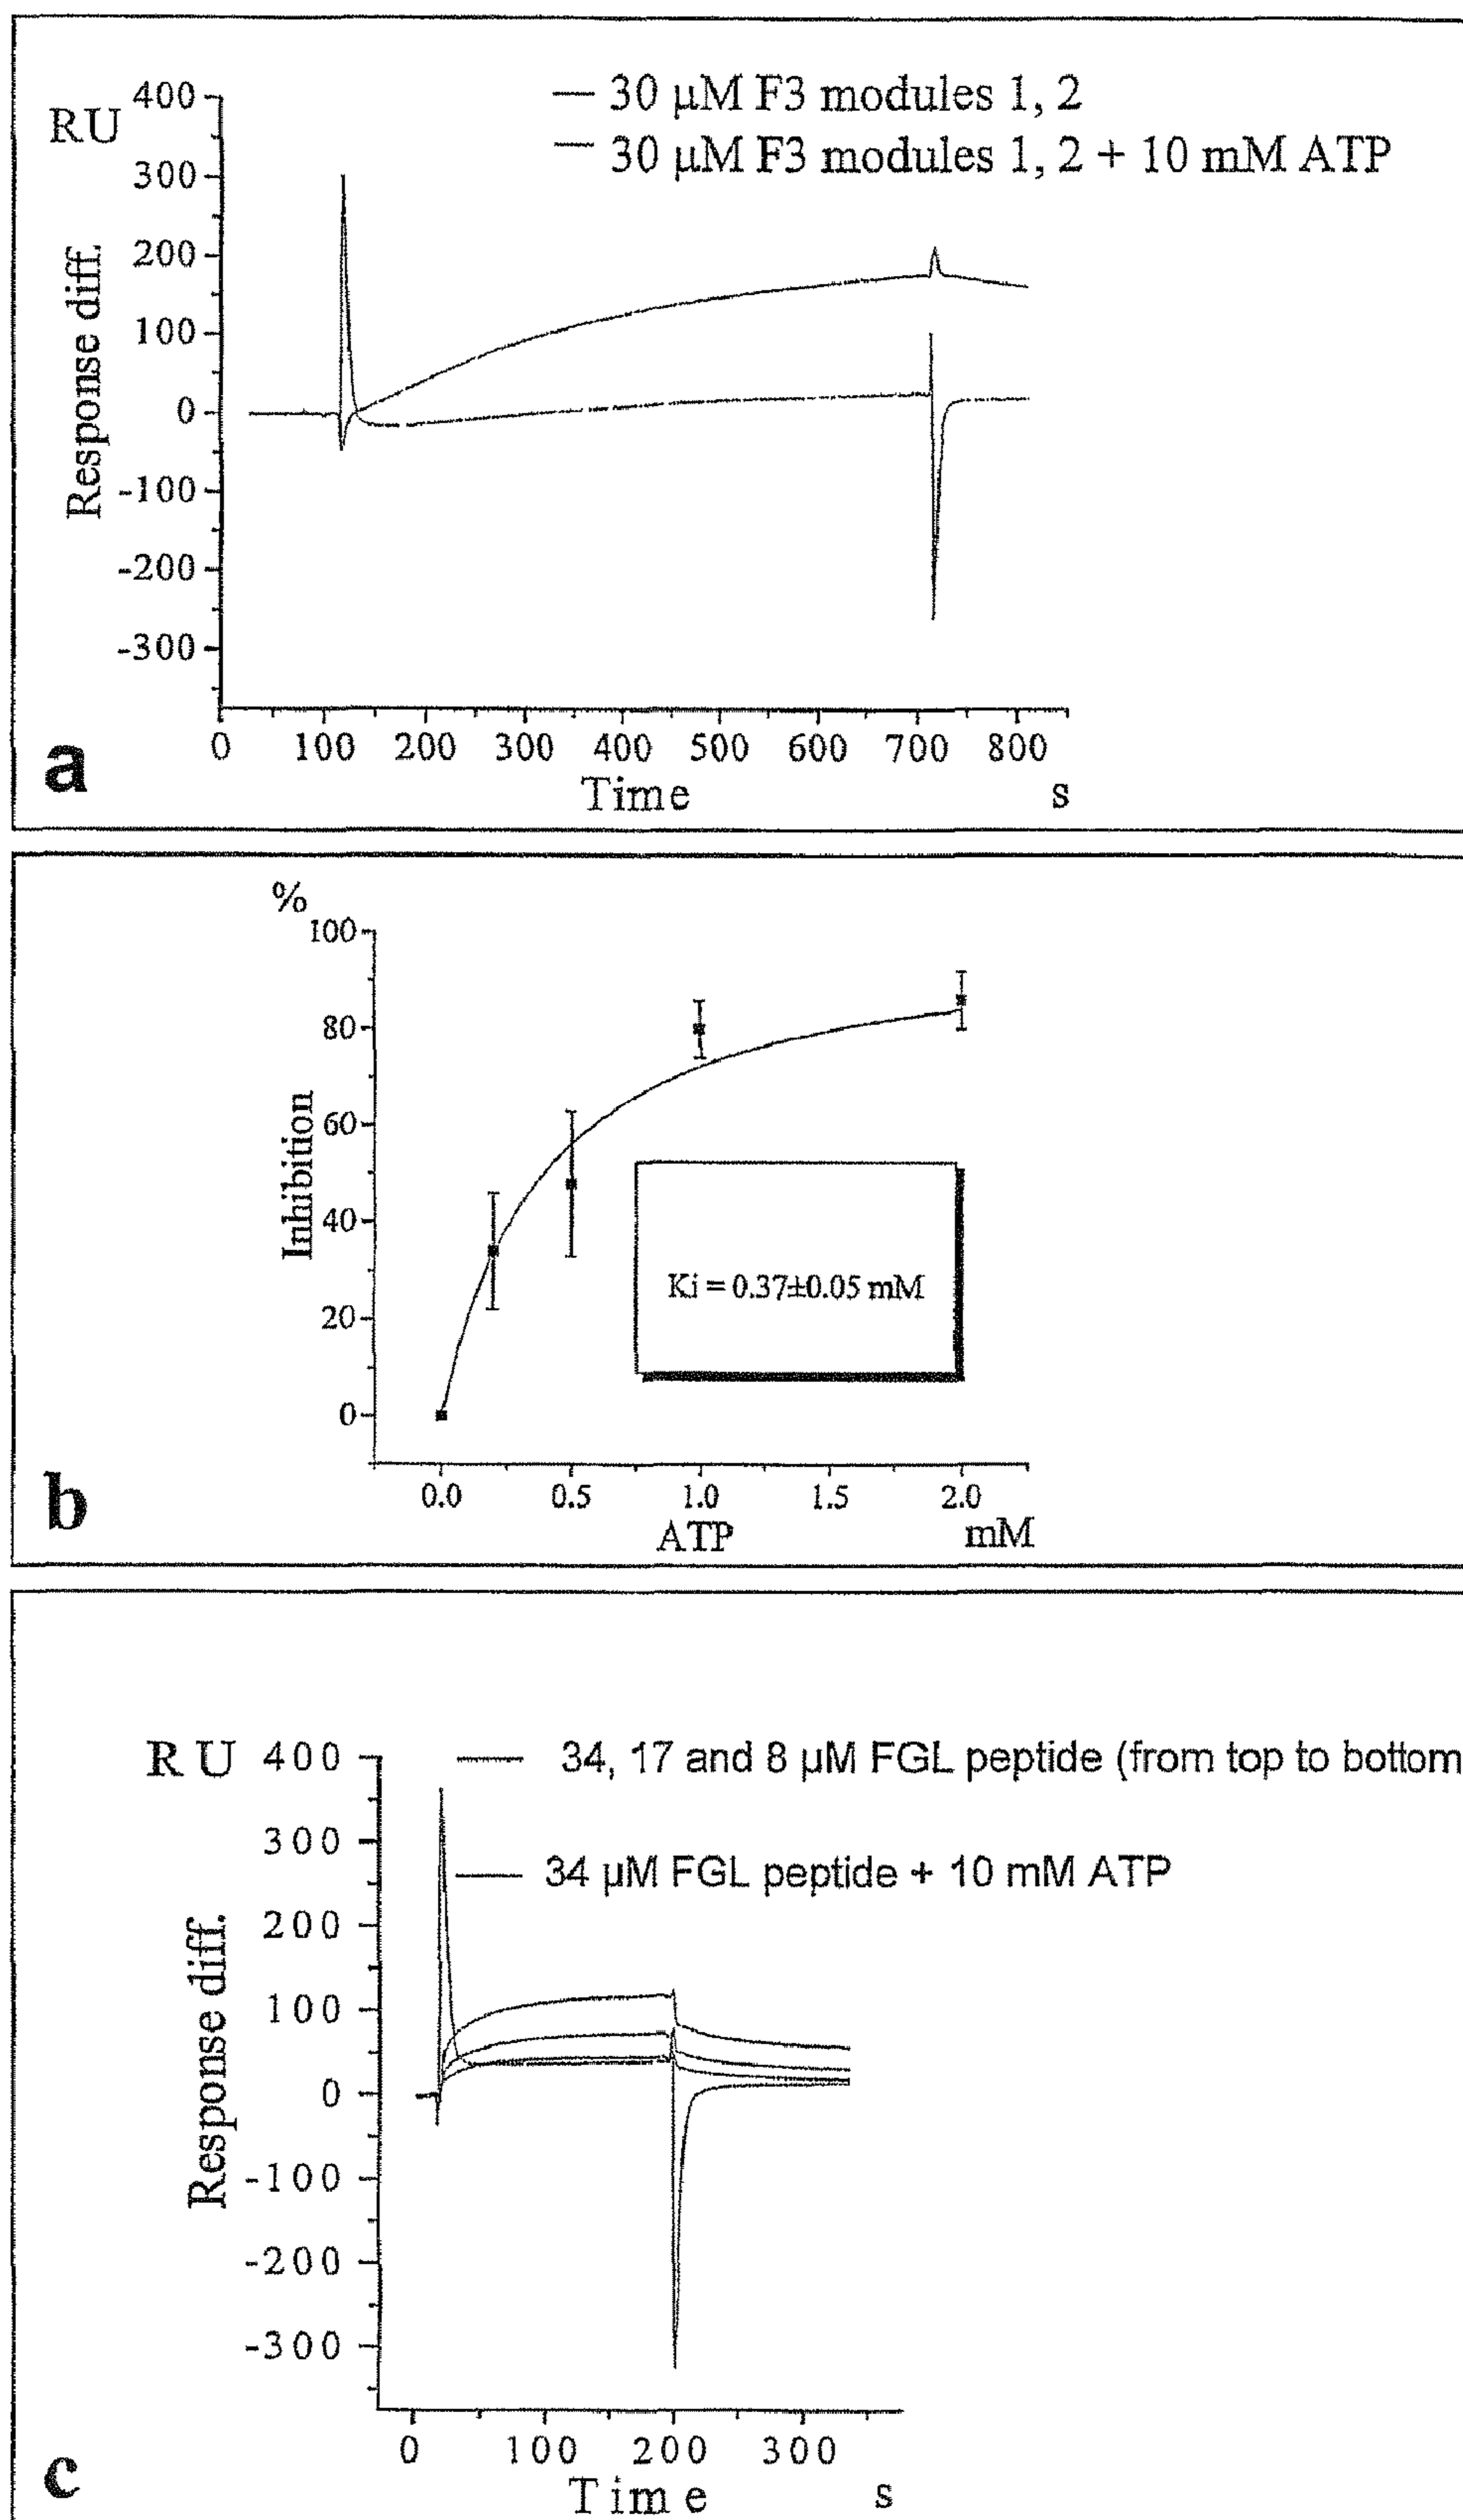 400
RU
— 30 µM F3 modules 1, 2
— 30 µM F3 modules 1, 2 + 10 mM ATP
300
200
100
0
-100
-200
-300
Response diff.
0 100 200 300 400 500 600 700 800
Time s
a
%
100
80
60
40
20
0
Inhibition
Ki = 0.37±0.05 mM
0.0 0.5 1.0 1.5 2.0
ATP mM
b
RU 400
34, 17 and 8 µM FGL peptide (from top to bottom
34 µM FGL peptide + 10 mM ATP
300
200
100
0
-100
-200
-300
Response diff.
0 100 200 300
Time s
c